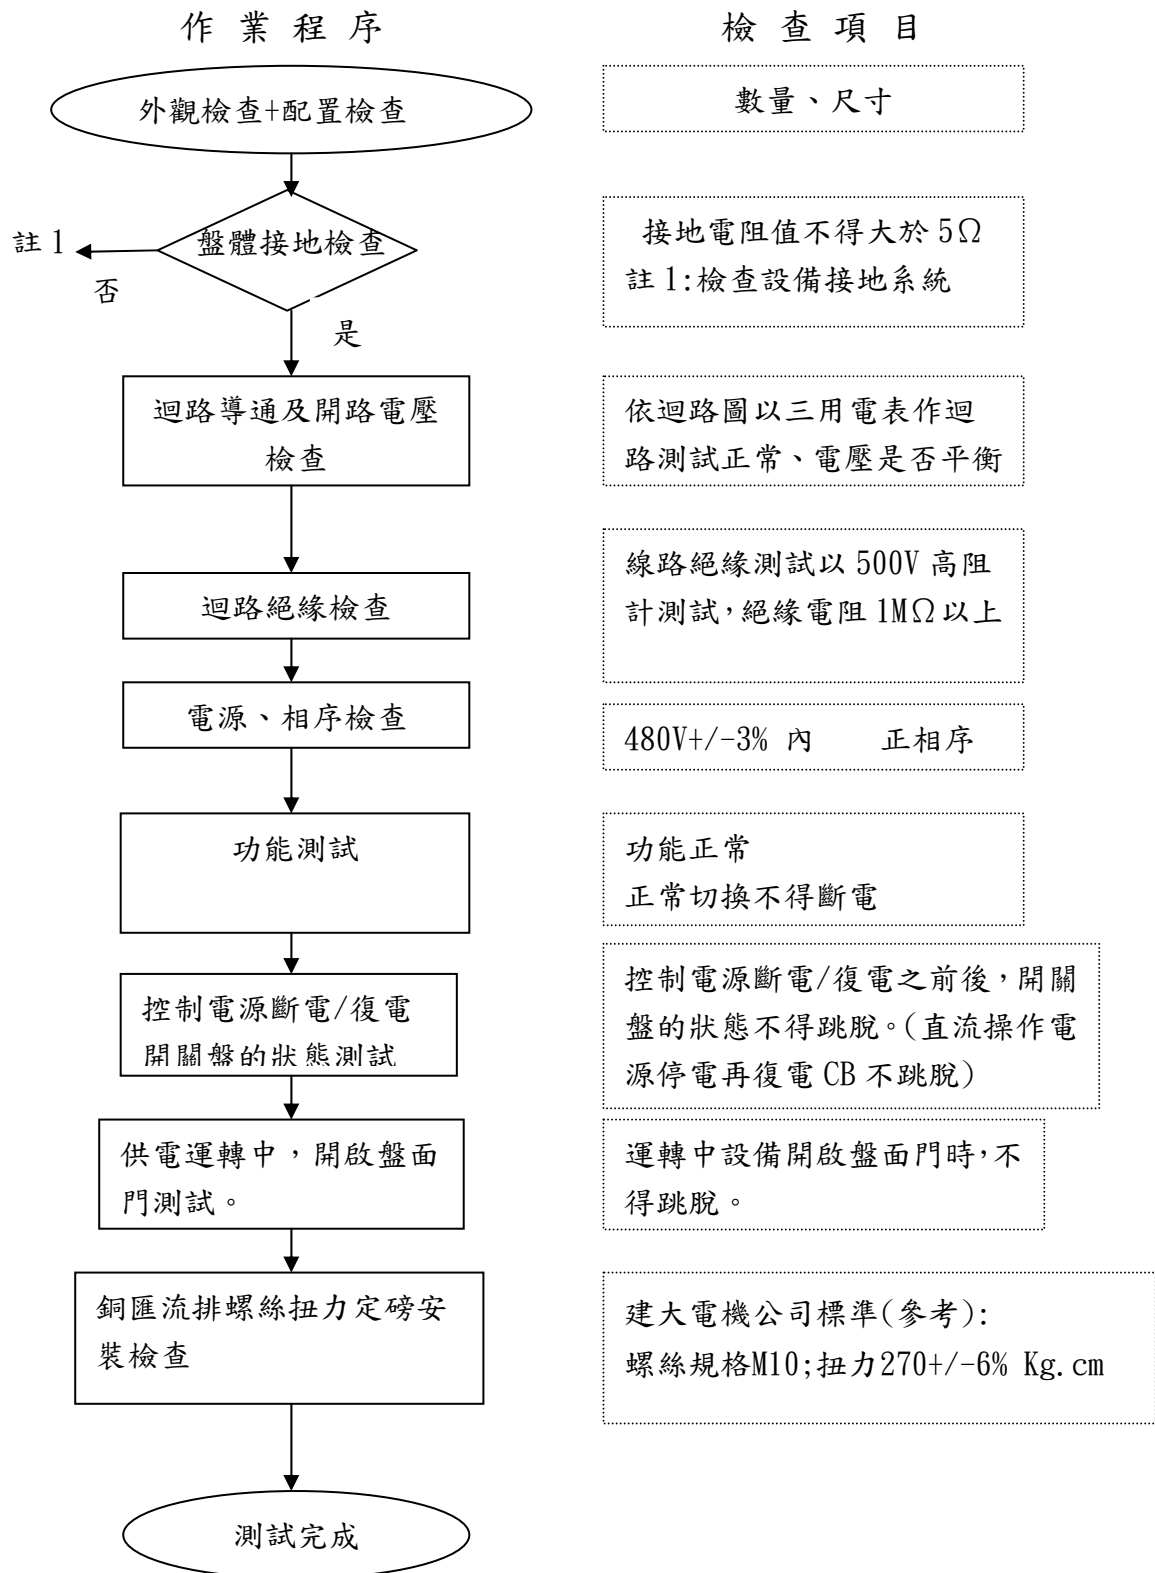 作業程序
檢查項目
外觀檢查+配置檢查
數量、尺寸
盤體接地檢查
註1
否
是
接地電阻值不得大於5Ω
註1:檢查設備接地系統
迴路導通及開路電壓
檢查
依迴路圖以三用電表作迴
路測試正常、電壓是否平衡
迴路絕緣檢查
線路絕緣測試以500V高阻
計測試,絕緣電阻1MΩ以上
電源、相序檢查
480V+/-3% 內 正相序
功能測試
功能正常
正常切換不得斷電
控制電源斷電/復電
開關盤的狀態測試
控制電源斷電/復電之前後,開關
盤的狀態不得跳脫。(直流操作電
源停電再復電CB不跳脫)
供電運轉中,開啟盤面
門測試。
運轉中設備開啟盤面門時,不
得跳脫。
銅匯流排螺絲扭力定磅安
裝檢查
建大電機公司標準(參考):
螺絲規格M10;扭力270+/-6% Kg.cm
測試完成